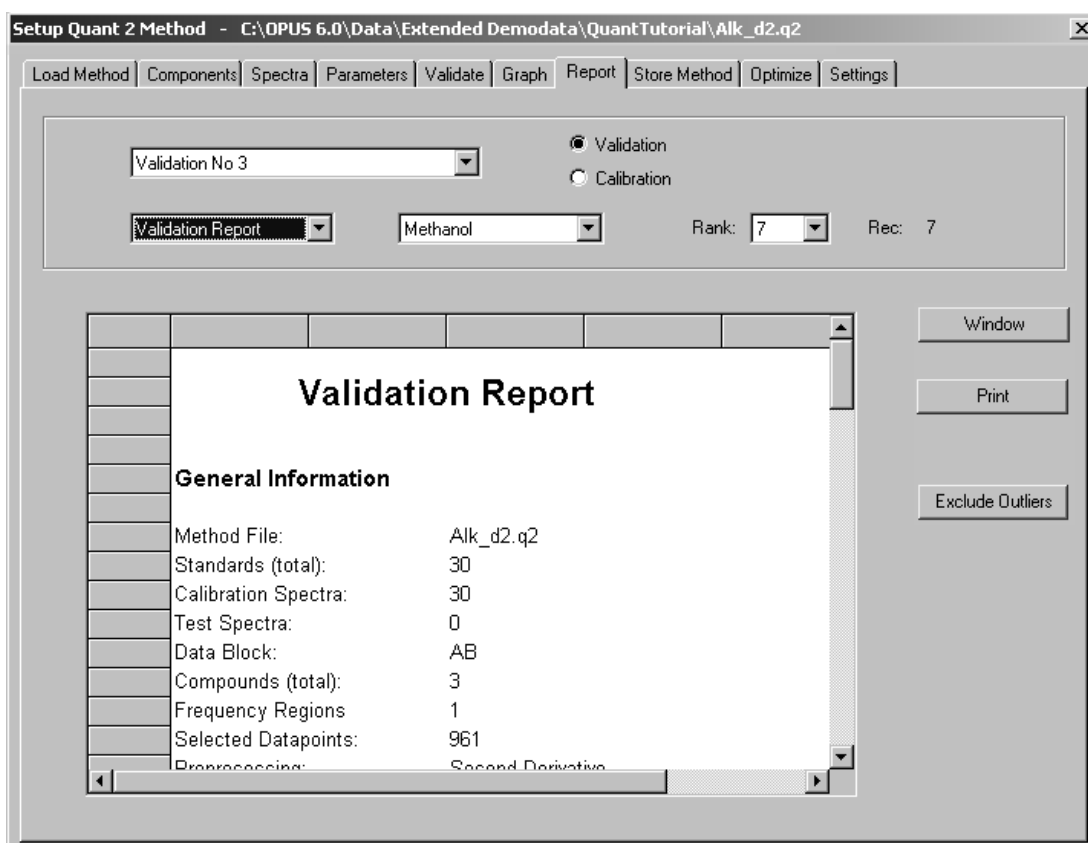 Setup Quant 2 Method - C:\OPUS 6.0\Data\Extended Demodata\QuantTutorial\Alk_d2.q2
Load Method Components Spectra Parameters Validate Graph Report Store Method Optimize Settings
Validation No 3
Validation
Calibration
Validation Report Methanol Rank: 7 Rec: 7
Window
Print
Exclude Outliers
Validation Report
General Information
Method File: Alk_d2.q2
Standards (total): 30
Calibration Spectra: 30
Test Spectra: 0
Data Block: AB
Compounds (total): 3
Frequency Regions 1
Selected Datapoints: 961
Preprocessing: Second Derivative